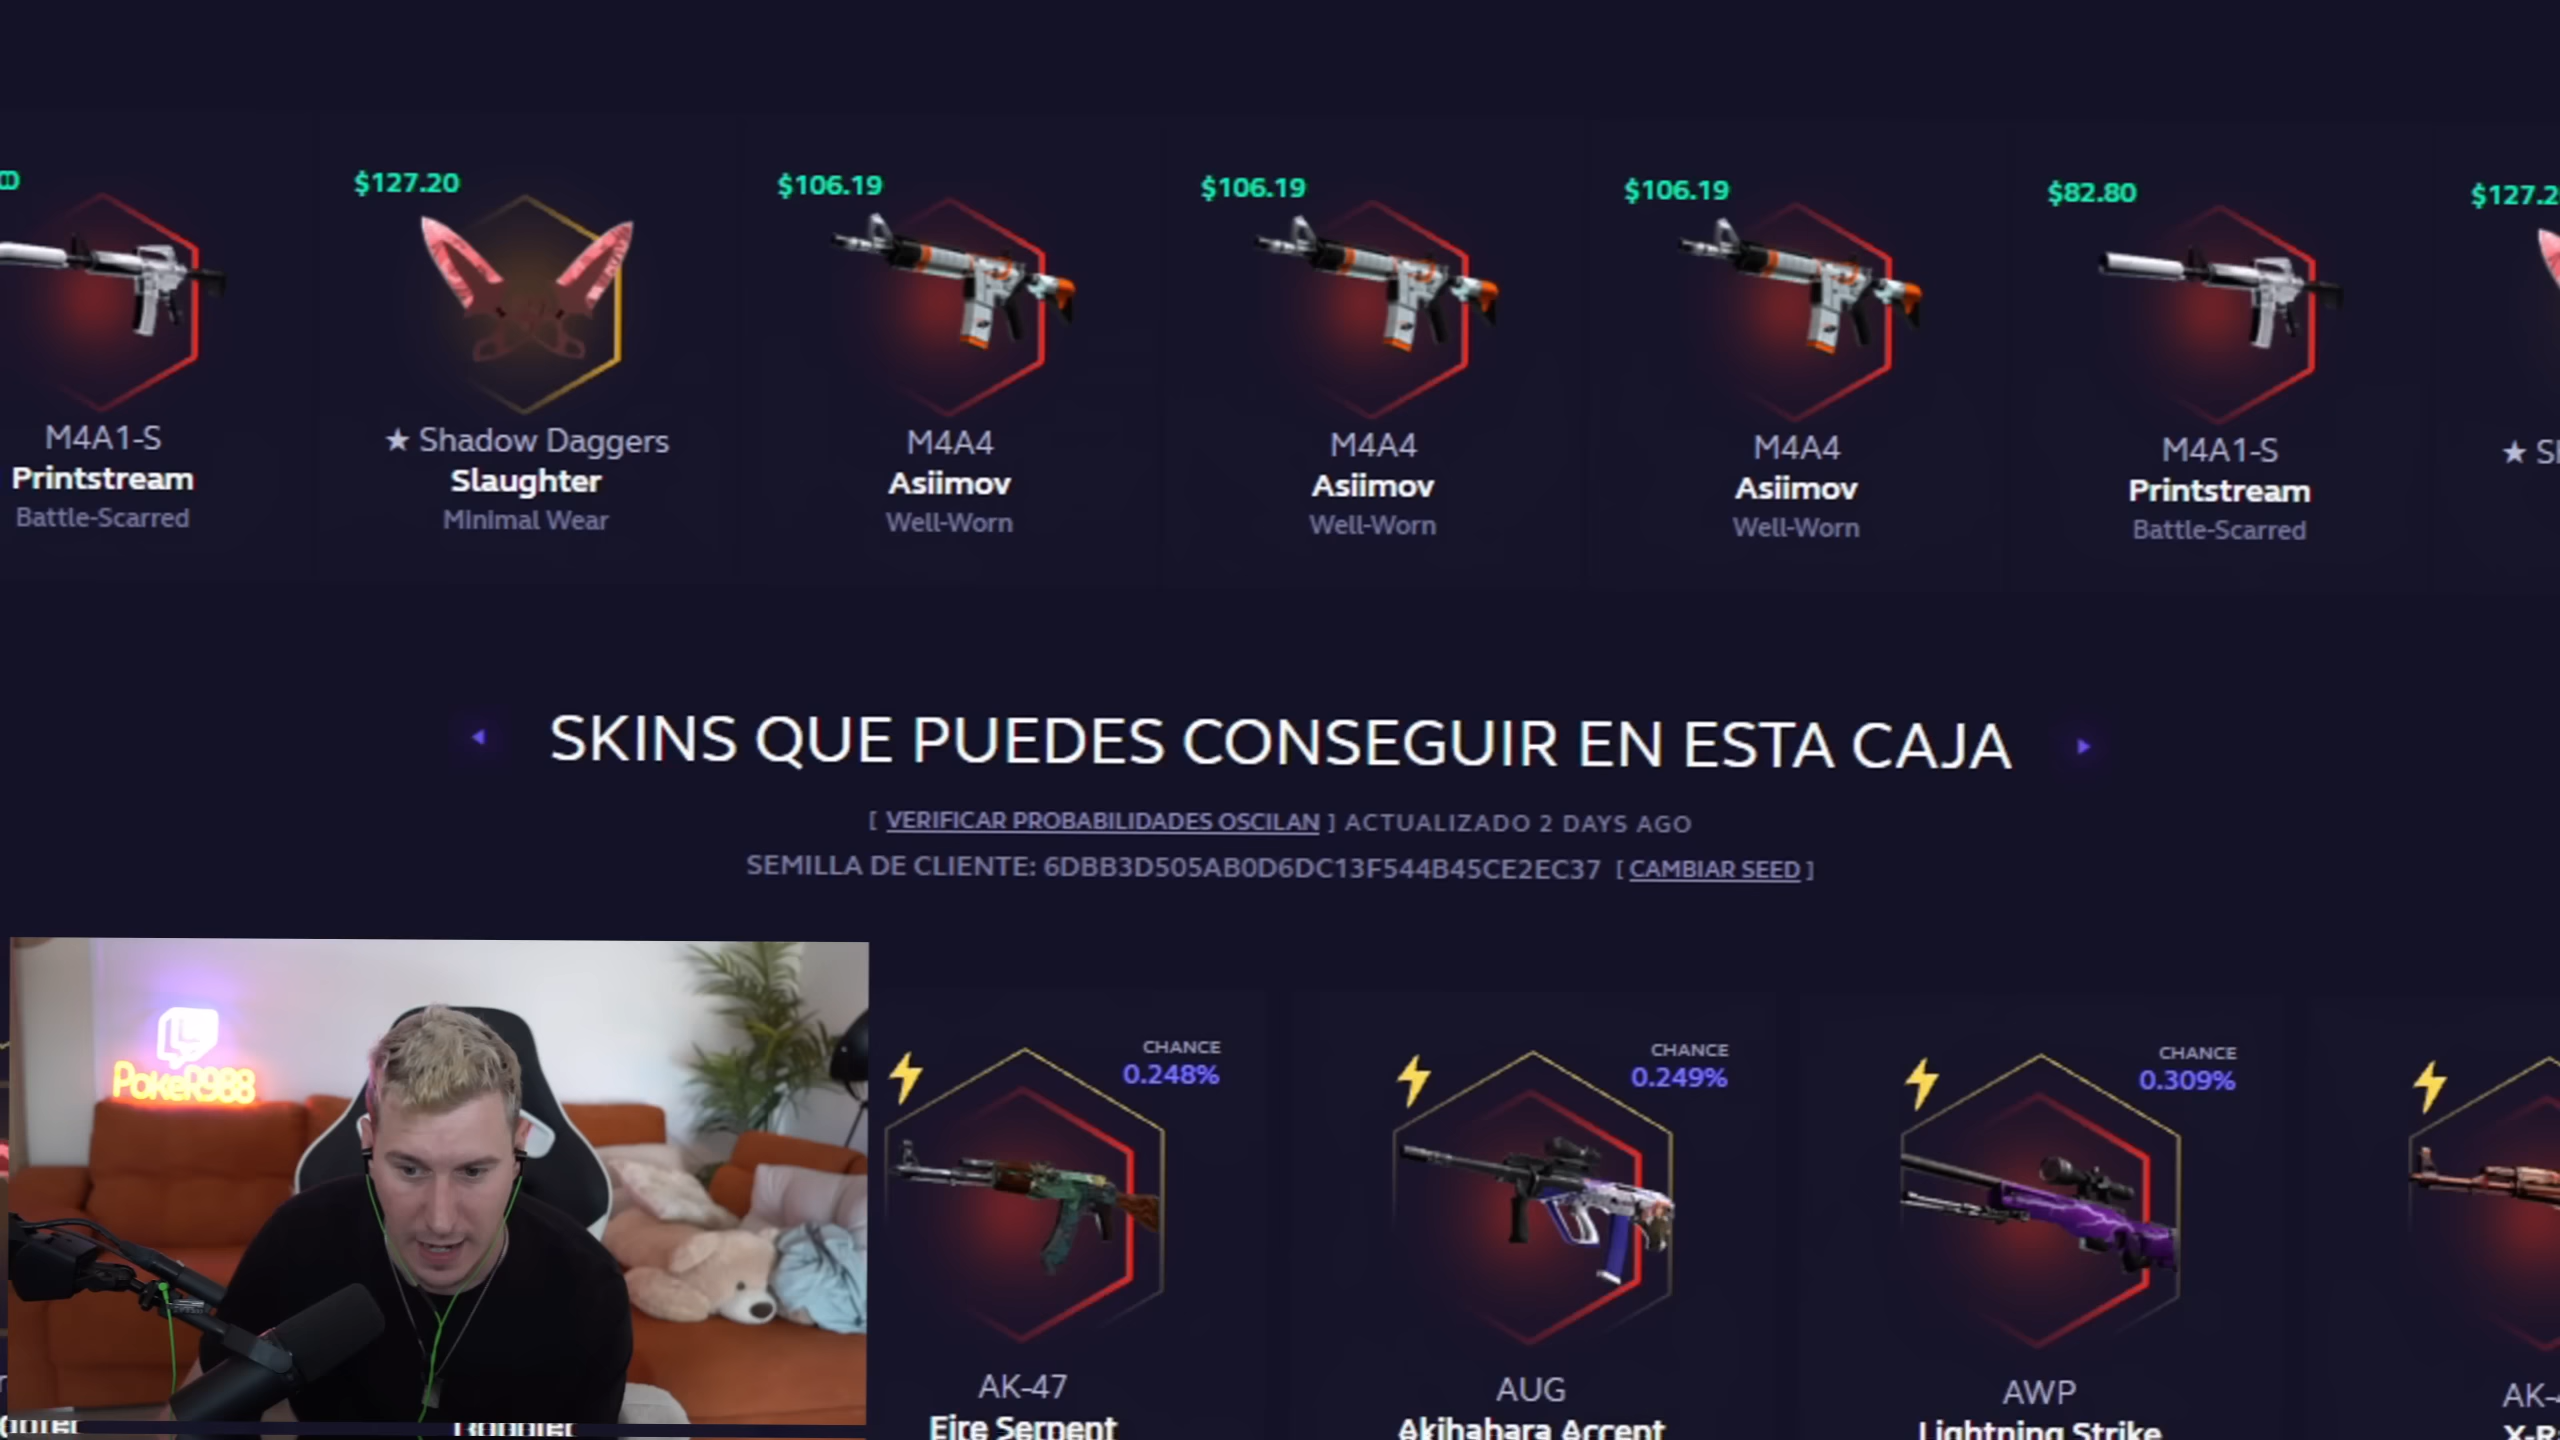 $127.20
$106.19
$106.19
$106.19
$82.80
$127.2
M4A1-S
Printstream
Battle-Scarred
★ Shadow Daggers
Slaughter
Minimal Wear
M4A4
Asiimov
Well-Worn
M4A4
Asiimov
Well-Worn
M4A4
Asiimov
Well-Worn
M4A1-S
Printstream
Battle-Scarred
SKINS QUE PUEDES CONSEGUIR EN ESTA CAJA
[ VERIFICAR PROBABILIDADES OSCILAN ] ACTUALIZADO 2 DAYS AGO
SEMILLA DE CLIENTE: 6DBB3D505AB0D6DC13F544B45CE2EC37 [ CAMBIAR SEED ]
PokeR988
CHANCE
0.248%
AK-47
Fire Serpent
CHANCE
0.249%
AUG
Akihabara Accent
CHANCE
0.309%
AWP
Lightning Strike